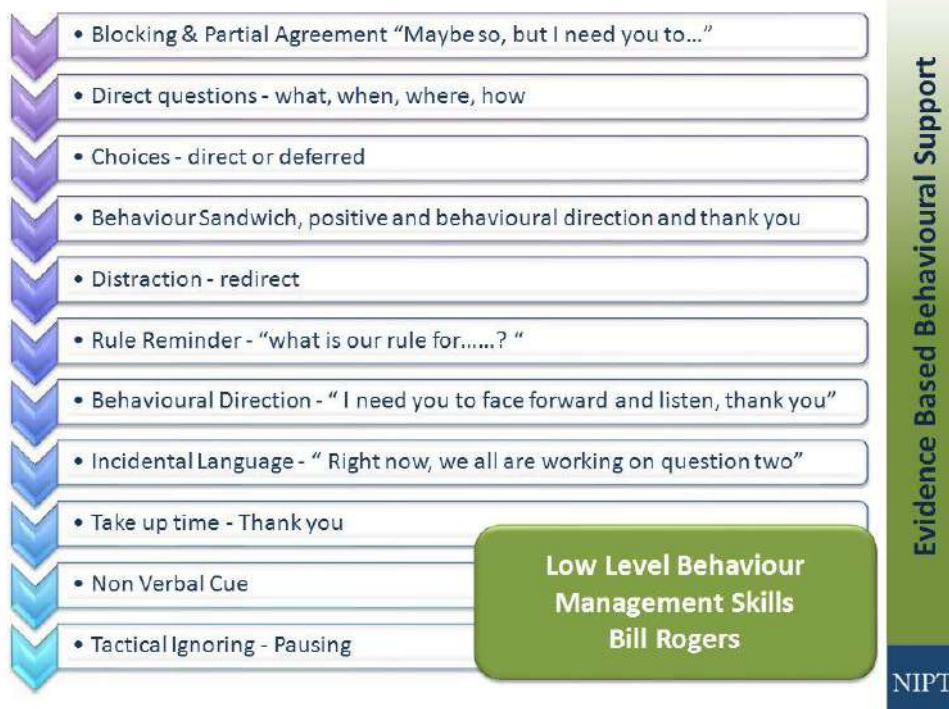 • Blocking & Partial Agreement “Maybe so, but I need you to...”
• Direct questions - what, when, where, how
• Choices - direct or deferred
• Behaviour Sandwich, positive and behavioural direction and thank you
• Distraction - redirect
• Rule Reminder - “what is our rule for......? “
• Behavioural Direction - “ I need you to face forward and listen, thank you”
• Incidental Language - “ Right now, we all are working on question two”
• Take up time - Thank you
• Non Verbal Cue
• Tactical Ignoring - Pausing
Low Level Behaviour
Management Skills
Bill Rogers
Evidence Based Behavioural Support
NIPT